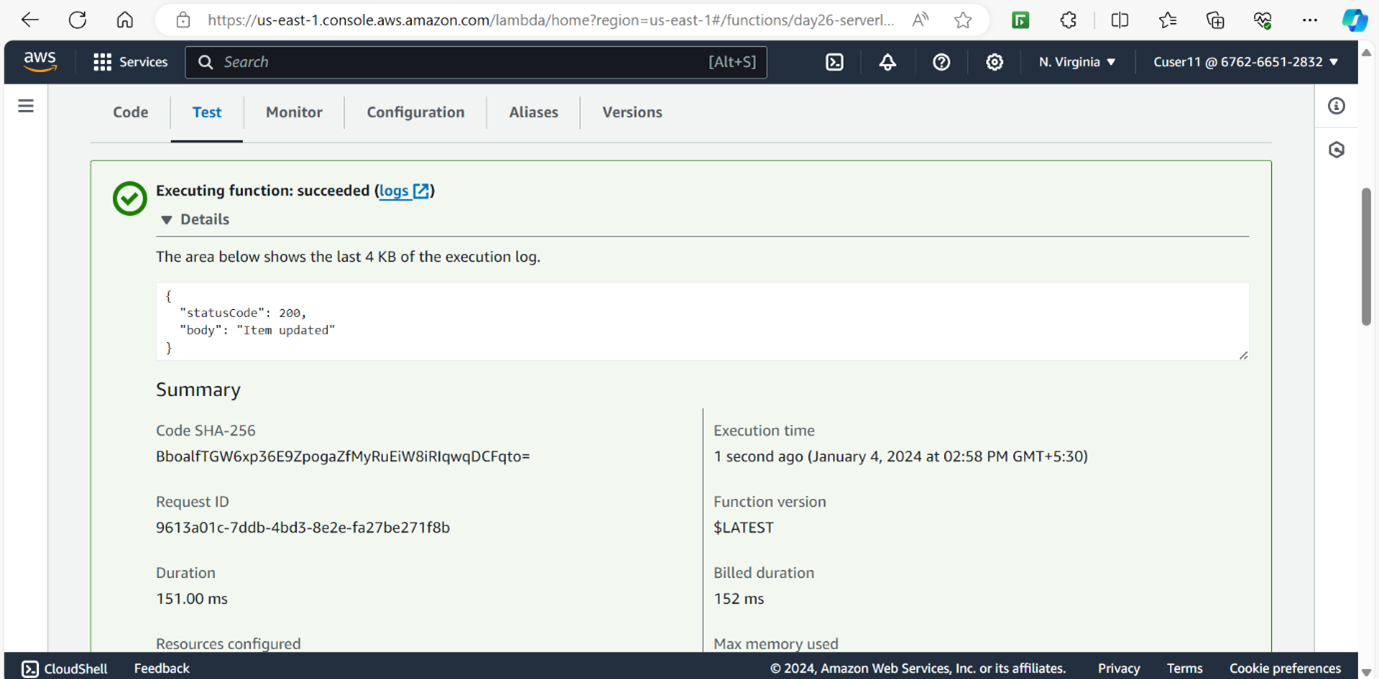 https://us-east-1.console.aws.amazon.com/lambda/home?region=us-east-1#/functions/day26-serverl...
aws Services Search [Alt+S] N. Virginia ▼ Cuser11 @ 6762-6651-2832 ▼
Code Test Monitor Configuration Aliases Versions
Executing function: succeeded (logs)
▼ Details
The area below shows the last 4 KB of the execution log.
{
"statusCode": 200,
"body": "Item updated"
}
Summary
Code SHA-256
BboalfTGW6xp36E9ZpogaZfMyRuEiW8iRIqwqDCFqto=
Execution time
1 second ago (January 4, 2024 at 02:58 PM GMT+5:30)
Request ID
9613a01c-7ddb-4bd3-8e2e-fa27be271f8b
Function version
$LATEST
Duration
151.00 ms
Billed duration
152 ms
Resources configured
Max memory used
CloudShell Feedback © 2024, Amazon Web Services, Inc. or its affiliates. Privacy Terms Cookie preferences